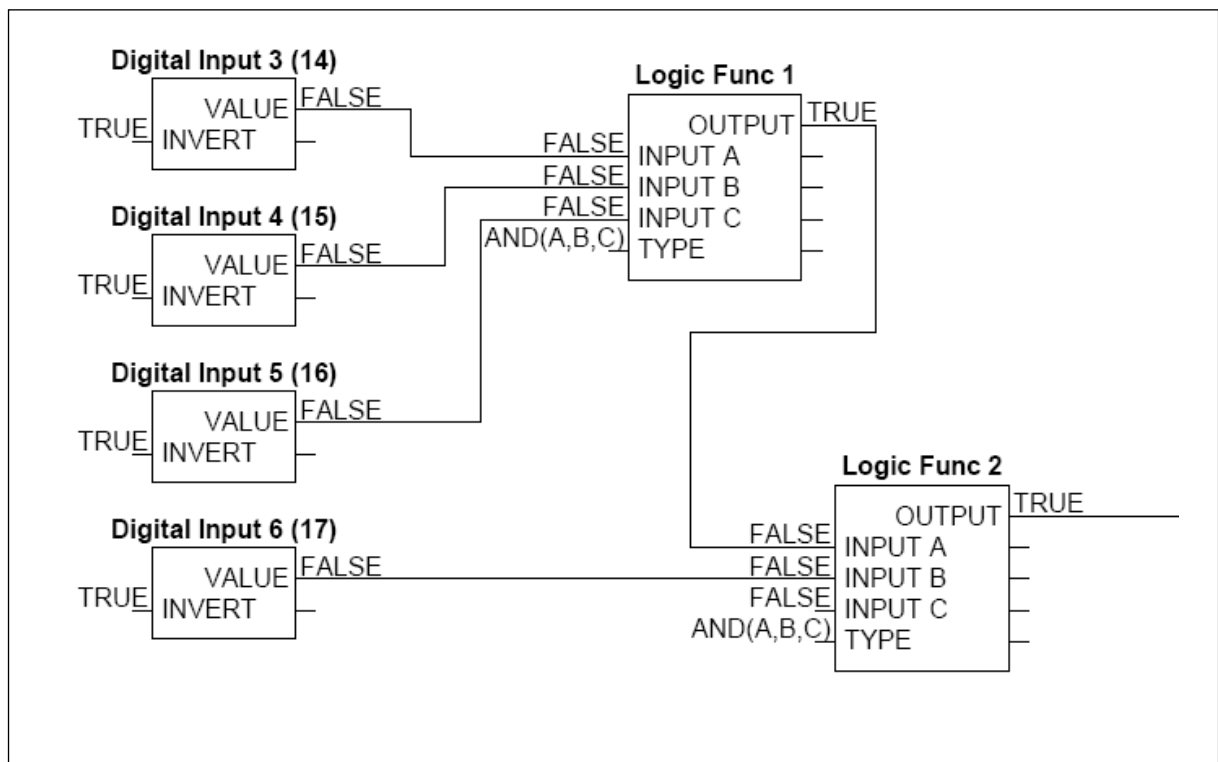 Digital Input 3 (14)
VALUE FALSE
TRUE INVERT
Digital Input 4 (15)
VALUE FALSE
TRUE INVERT
Digital Input 5 (16)
VALUE FALSE
TRUE INVERT
Digital Input 6 (17)
VALUE FALSE
TRUE INVERT
Logic Func 1
OUTPUT TRUE
FALSE INPUT A
FALSE INPUT B
FALSE INPUT C
AND(A,B,C) TYPE
Logic Func 2
OUTPUT TRUE
FALSE INPUT A
FALSE INPUT B
FALSE INPUT C
AND(A,B,C) TYPE